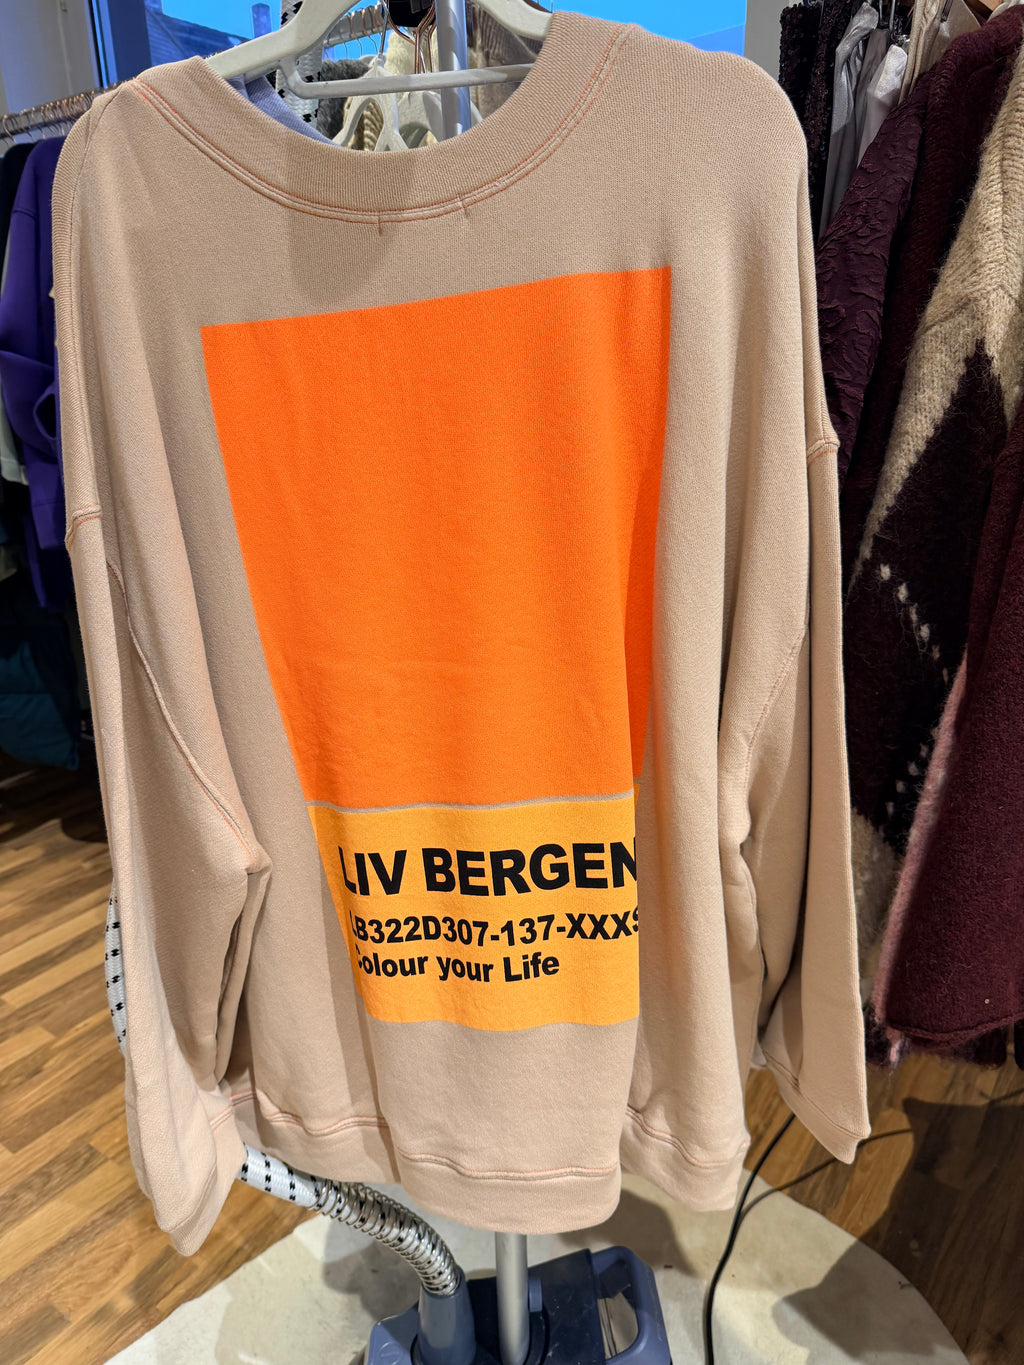 LIV BERGEN
LB322D307-137-XXXS
Colour your Life